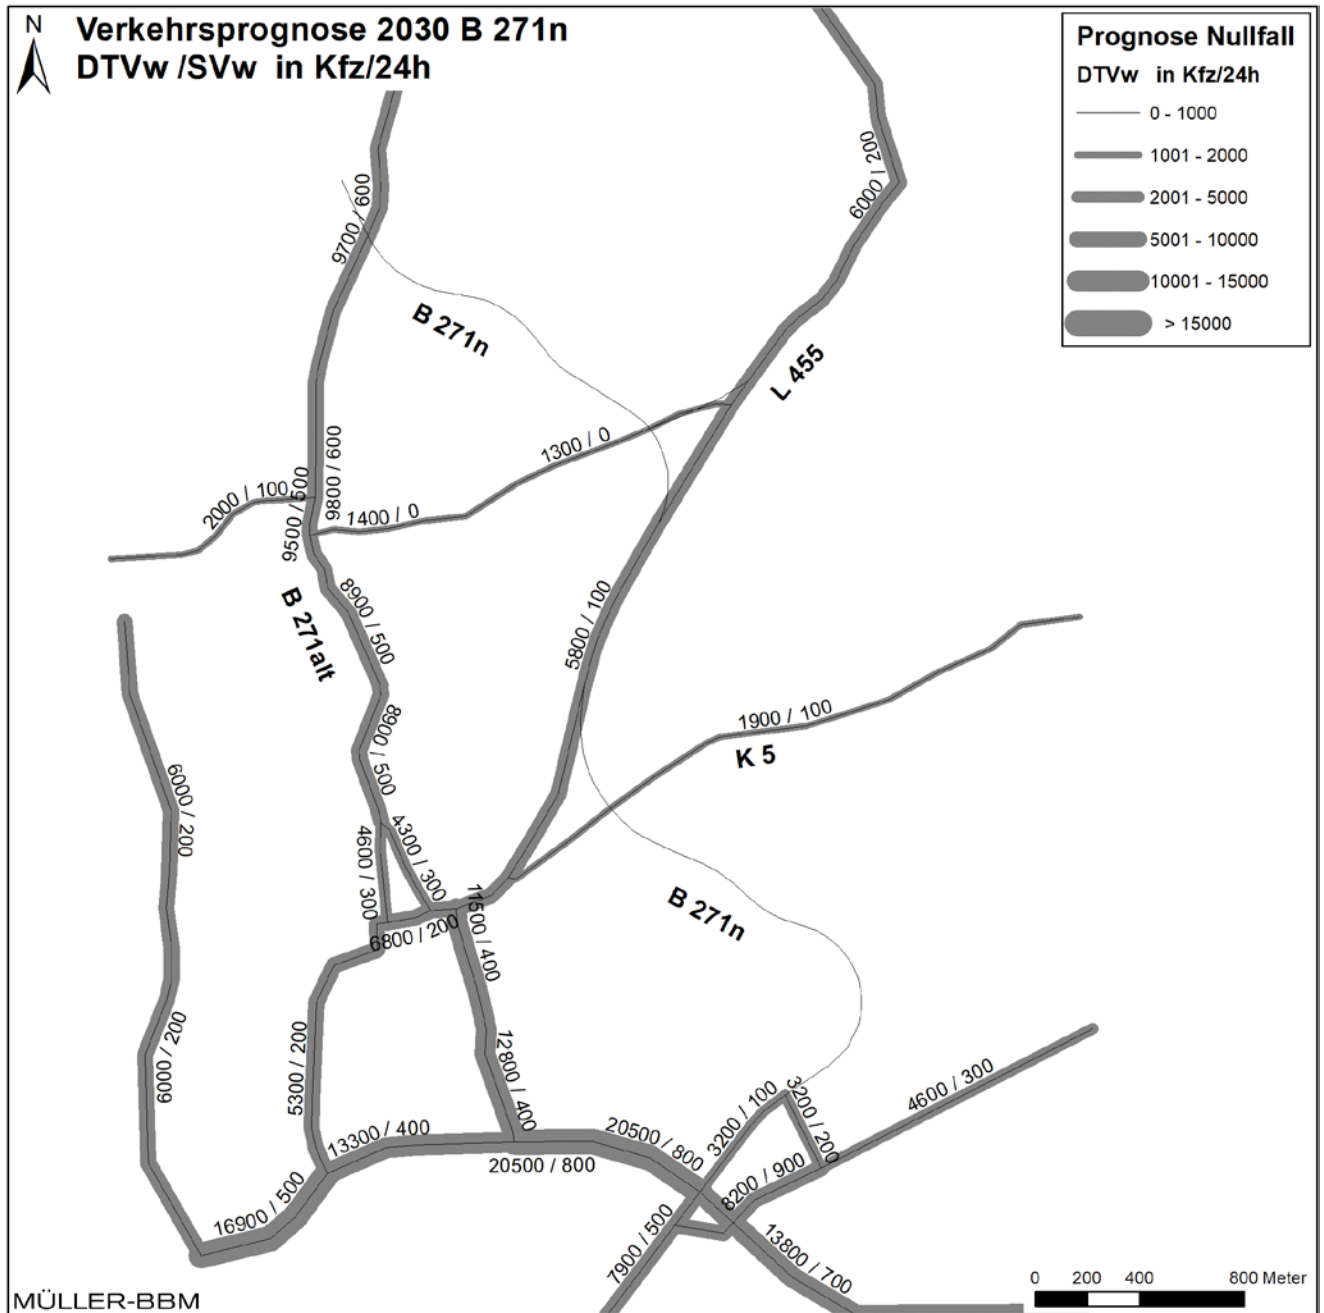 N
Verkehrsprognose 2030 B 271n
DTVw /SVw in Kfz/24h
Prognose Nullfall
DTVw in Kfz/24h
0 - 1000
1001 - 2000
2001 - 5000
5001 - 10000
10001 - 15000
> 15000
6000 / 200
9700 / 600
B 271n
L 455
1300 / 0
9800 / 600
2000 / 100
9500 / 500
1400 / 0
8900 / 500
B 271alt
5800 / 100
8900 / 500
1900 / 100
K 5
6000 / 200
4300 / 300
4600 / 300
11500 / 400
6800 / 200
B 271n
6000 / 200
5300 / 200
12800 / 400
4600 / 300
3200 / 100
3200 / 200
13300 / 400
20500 / 800
20500 / 800
8200 / 900
16900 / 500
7900 / 500
13800 / 700
0 200 400 800 Meter
MÜLLER-BBM